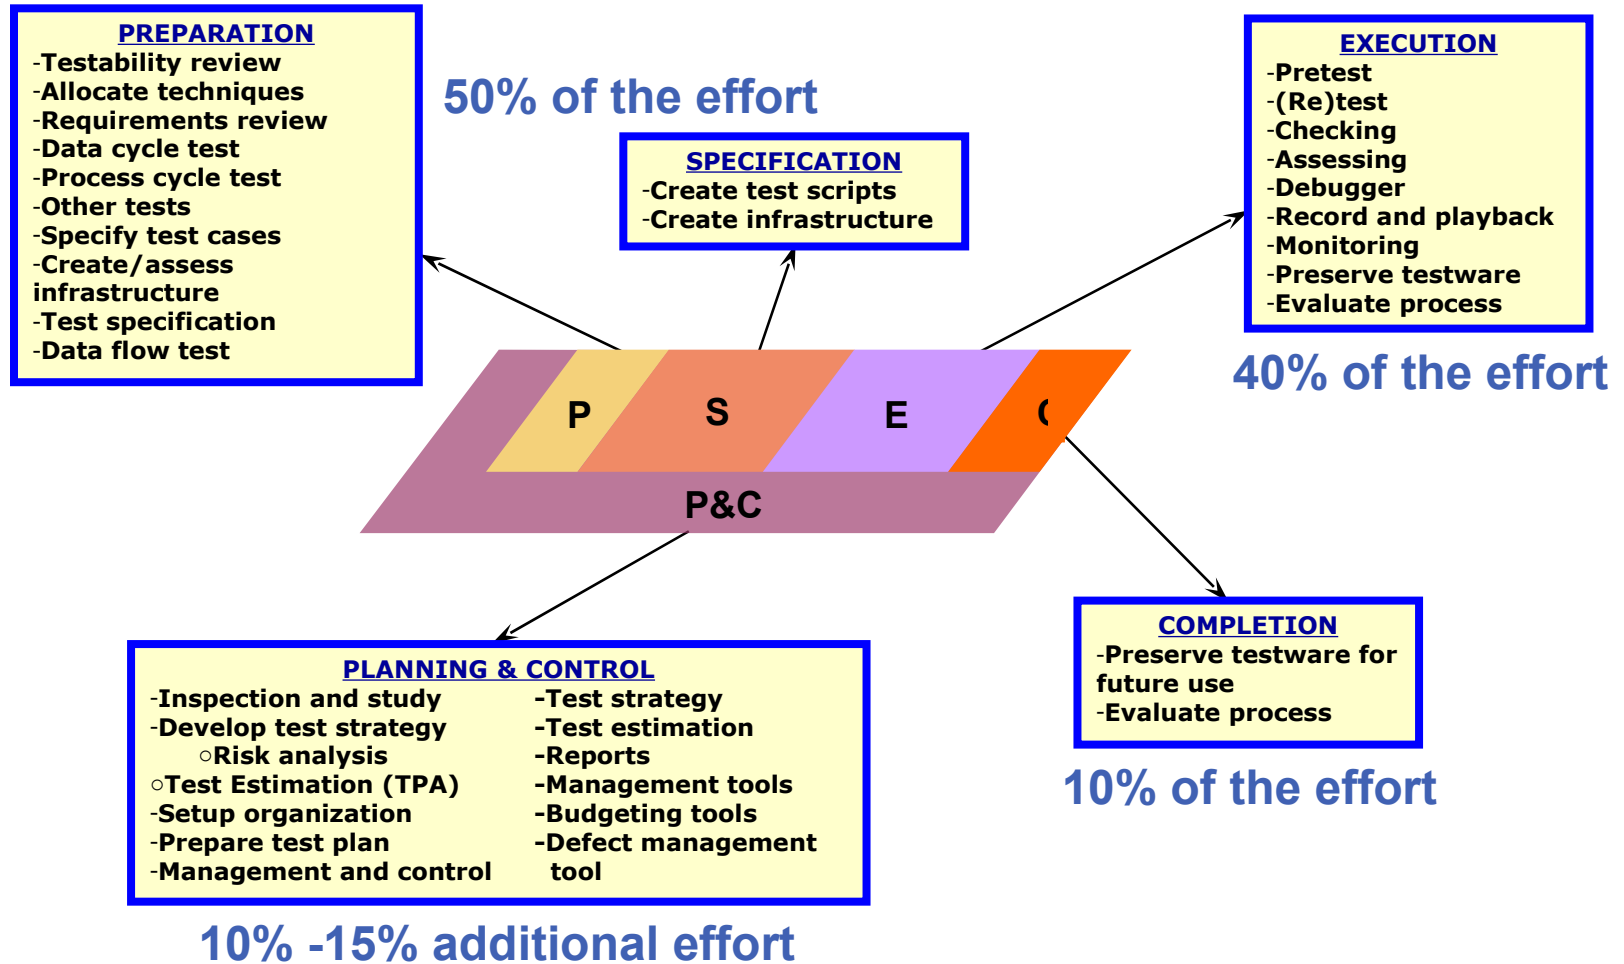 PREPARATION
-Testability review
-Allocate techniques
-Requirements review
-Data cycle test
-Process cycle test
-Other tests
-Specify test cases
-Create/assess
infrastructure
-Test specification
-Data flow test
50% of the effort
SPECIFICATION
-Create test scripts
-Create infrastructure
EXECUTION
-Pretest
-(Re)test
-Checking
-Assessing
-Debugger
-Record and playback
-Monitoring
-Preserve testware
-Evaluate process
40% of the effort
P
S
E
P&C
PLANNING & CONTROL
-Inspection and study
-Develop test strategy
○Risk analysis
○Test Estimation (TPA)
-Setup organization
-Prepare test plan
-Management and control
-Test strategy
-Test estimation
-Reports
-Management tools
-Budgeting tools
-Defect management
tool
10% -15% additional effort
COMPLETION
-Preserve testware for
future use
-Evaluate process
10% of the effort